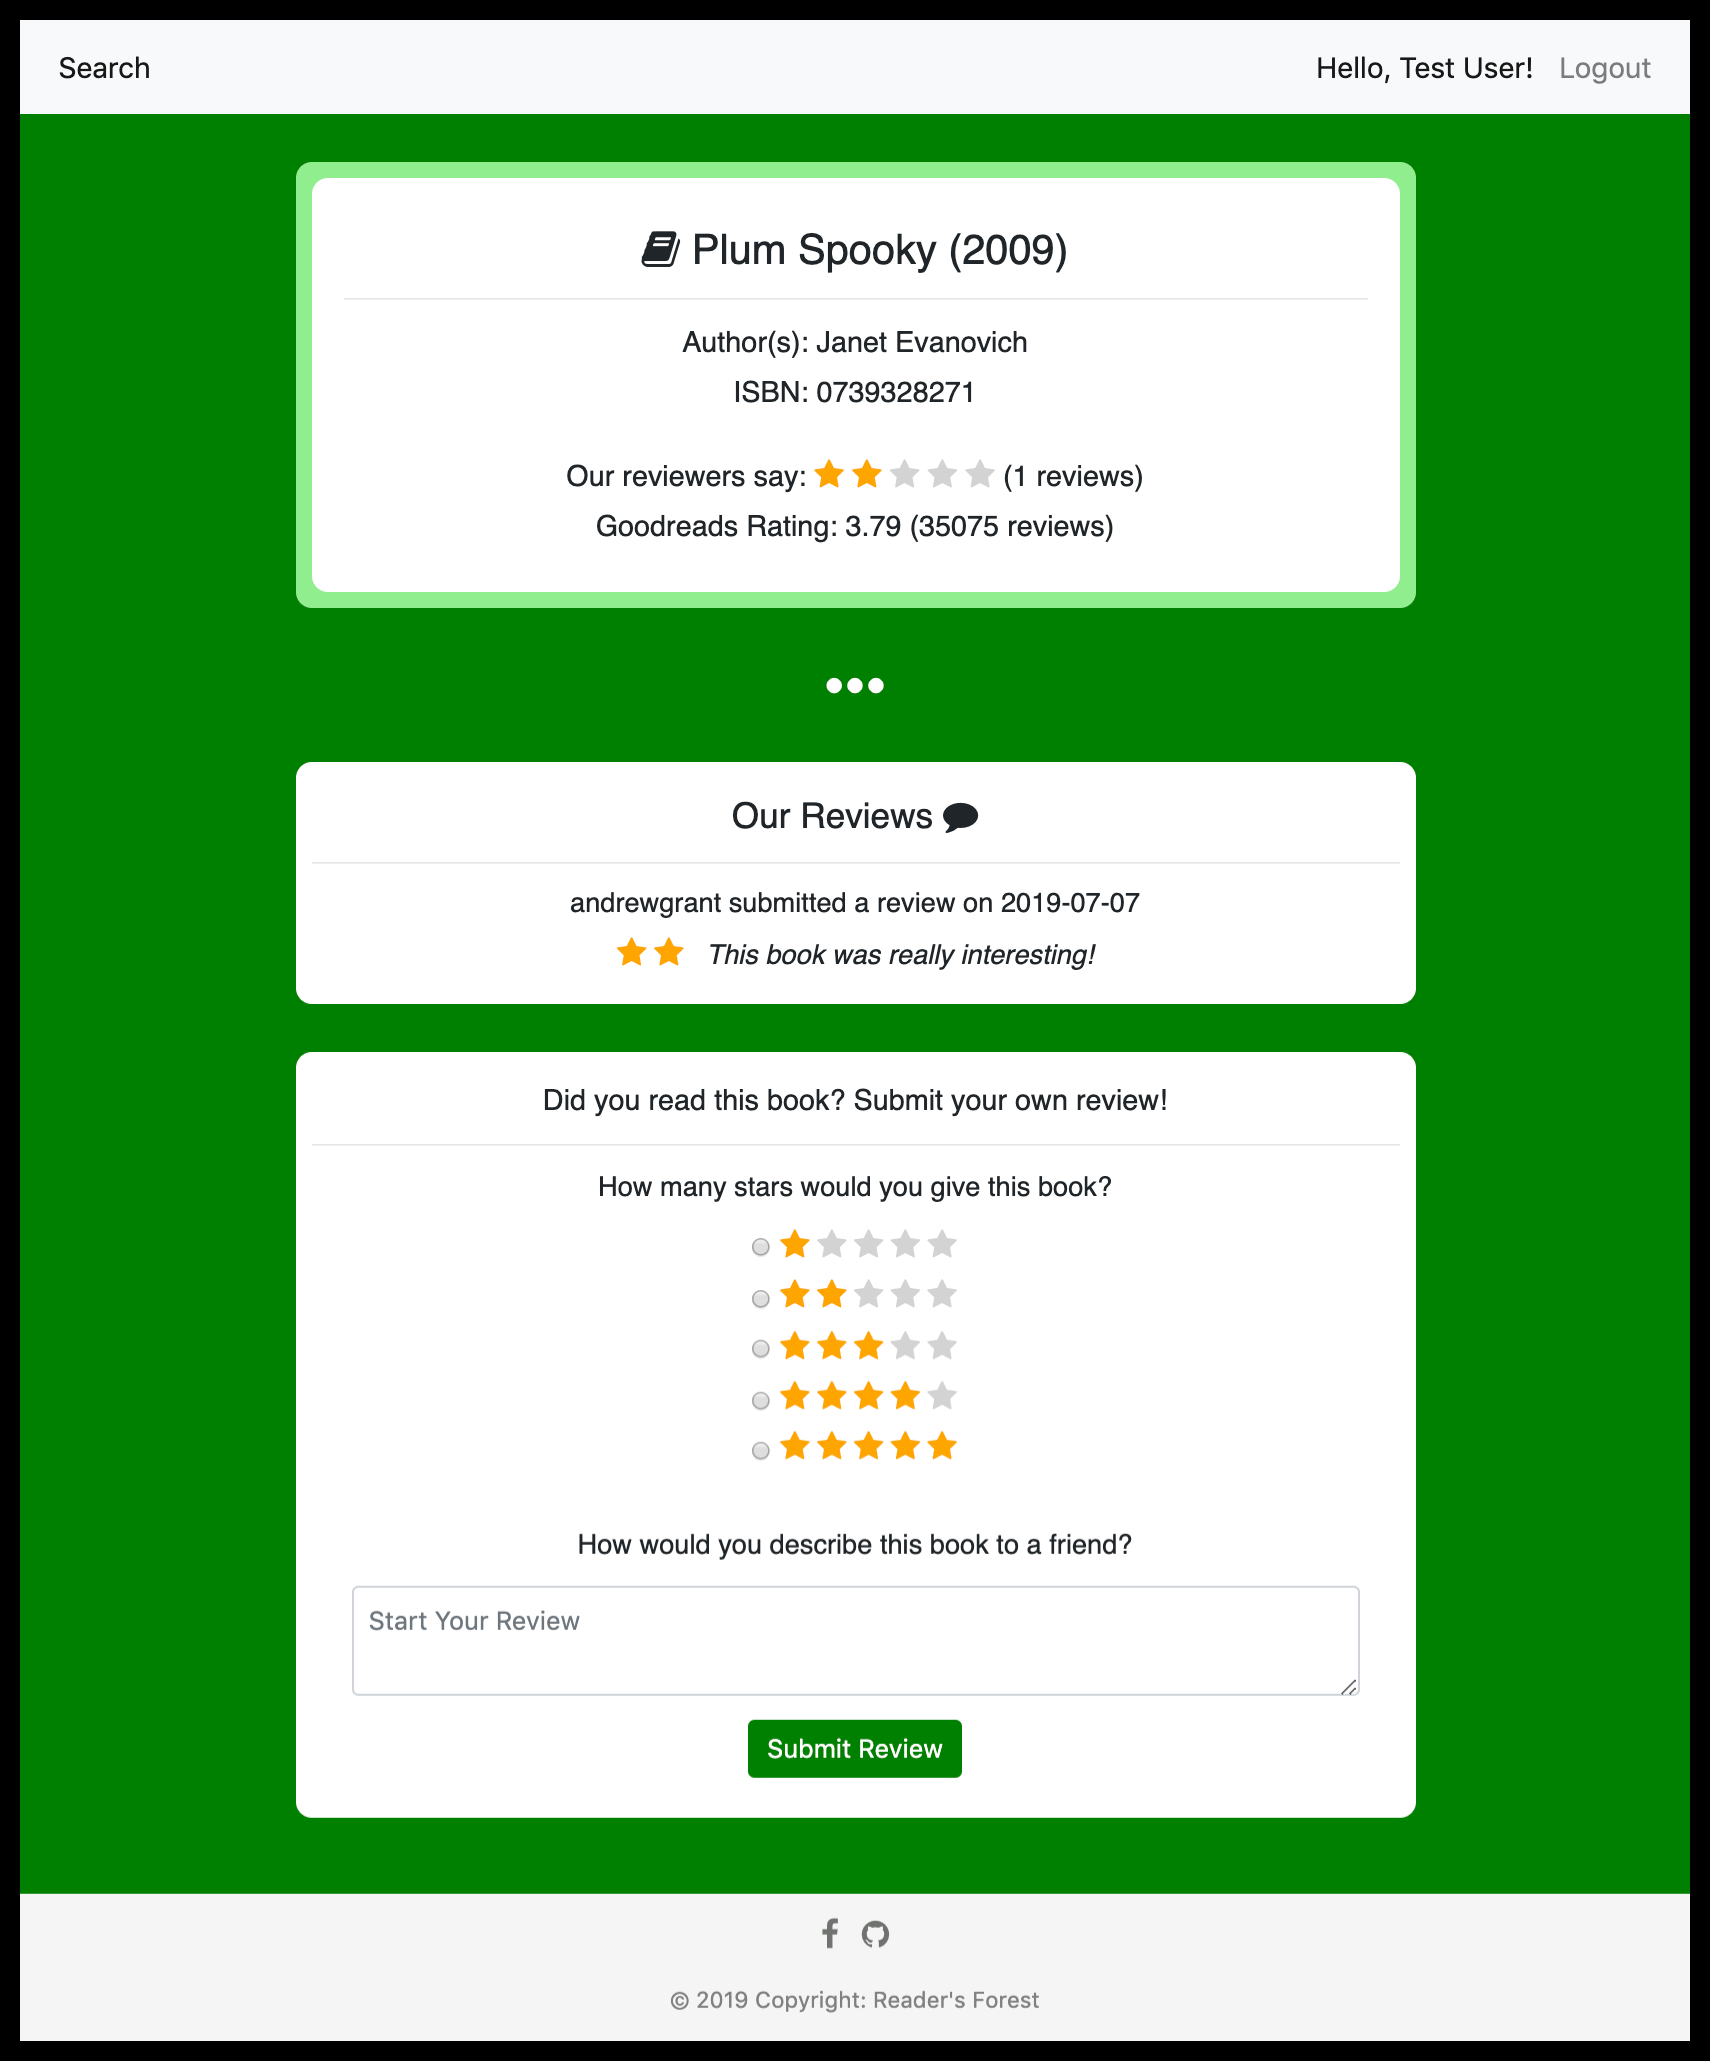 Search
Hello, Test User! Logout
Plum Spooky (2009)
Author(s): Janet Evanovich
ISBN: 0739328271
Our reviewers say: (1 reviews)
Goodreads Rating: 3.79 (35075 reviews)
Our Reviews
andrewgrant submitted a review on 2019-07-07
This book was really interesting!
Did you read this book? Submit your own review!
How many stars would you give this book?
How would you describe this book to a friend?
Start Your Review
Submit Review
© 2019 Copyright: Reader's Forest